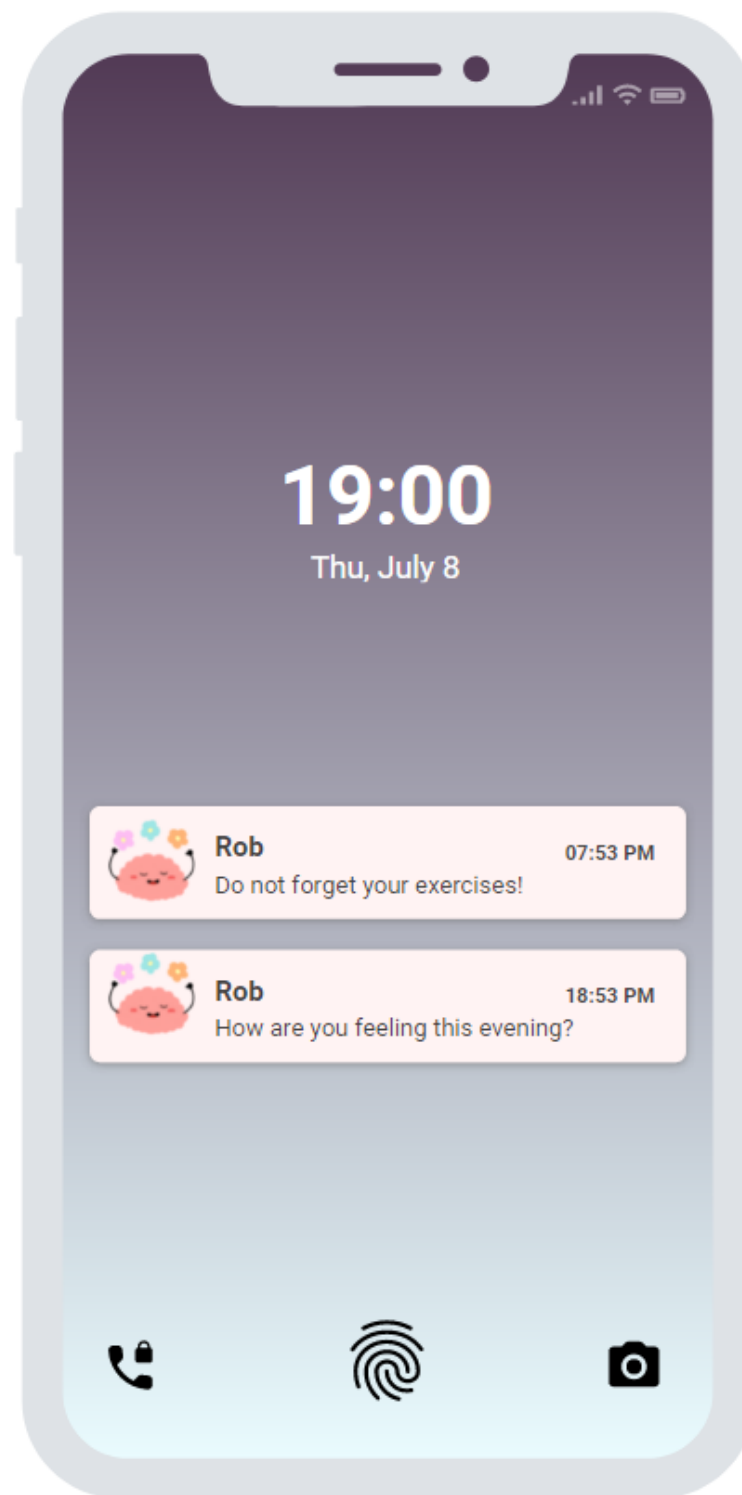 19:00
Thu, July 8
Rob 07:53 PM
Do not forget your exercises!
Rob 18:53 PM
How are you feeling this evening?